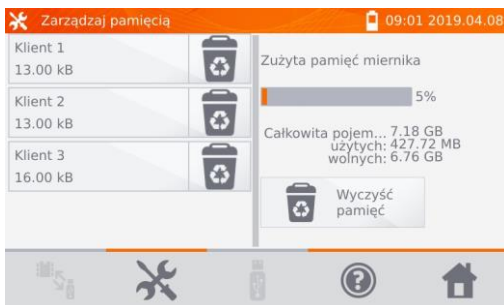 Zarządzaj pamięcią
09:01 2019.04.08
Klient 1
13.00 kB
Klient 2
13.00 kB
Klient 3
16.00 kB
Zużyta pamięć miernika
5%
Całkowita pojem... 7.18 GB
użytych: 427.72 MB
wolnych: 6.76 GB
Wyczyść
pamięć
?